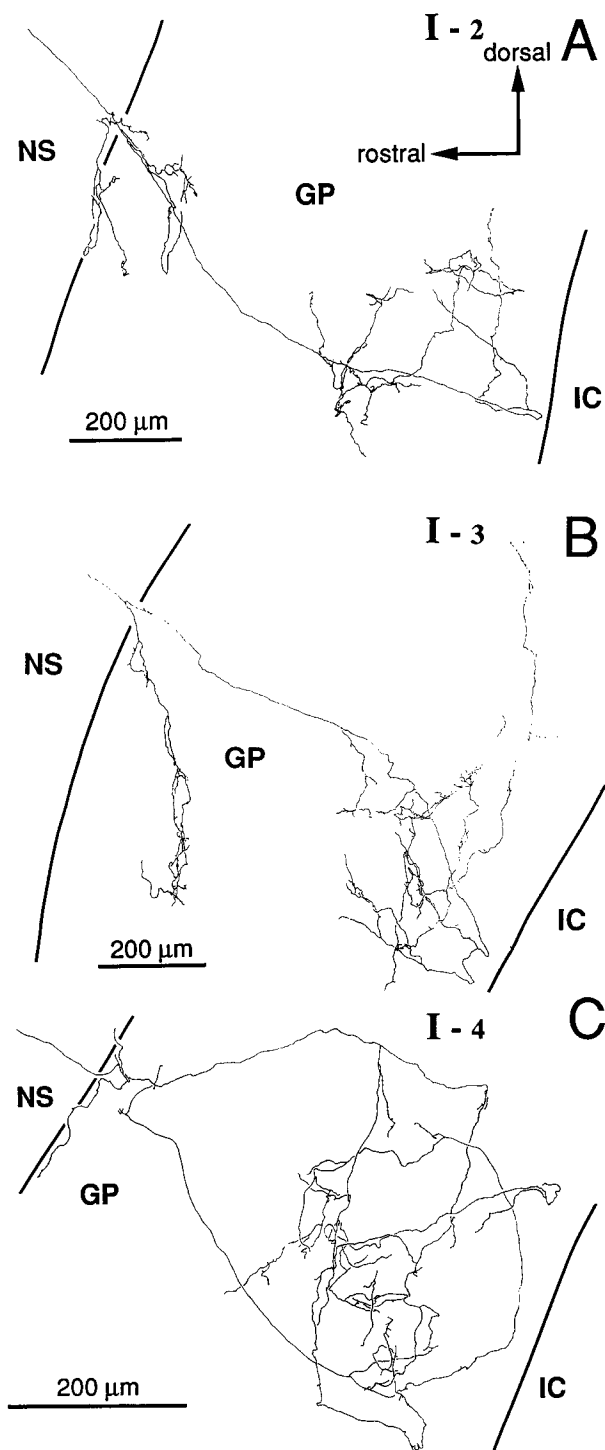 I - 2
A
dorsal
rostral
NS
GP
IC
200 µm
I - 3
B
NS
GP
IC
200 µm
I - 4
C
NS
GP
IC
200 µm